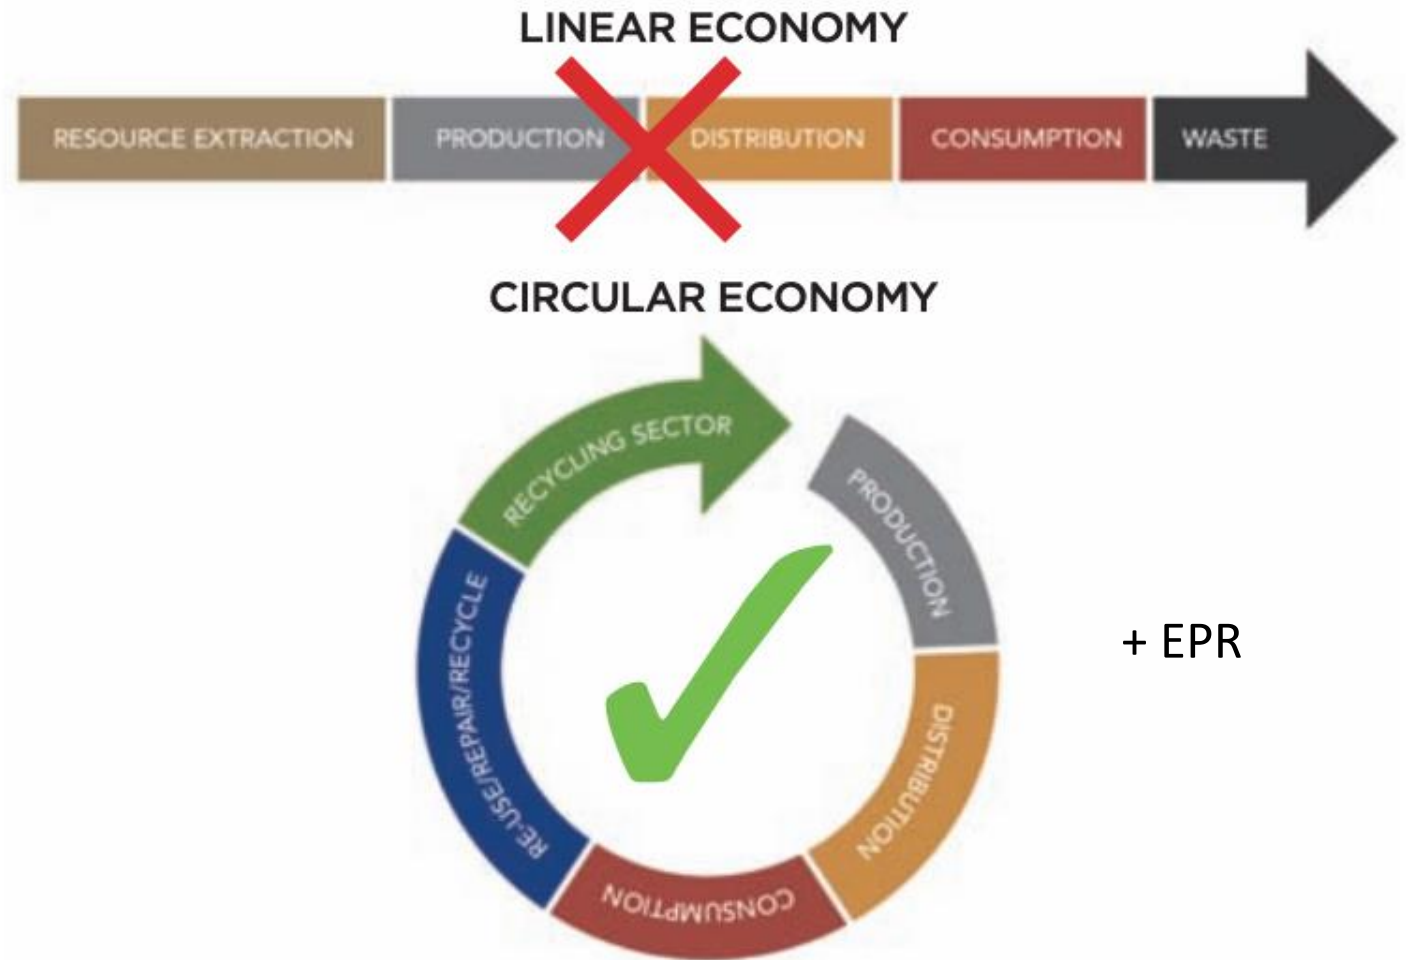 LINEAR ECONOMY
RESOURCE EXTRACTION
PRODUCTION
DISTRIBUTION
CONSUMPTION
WASTE
CIRCULAR ECONOMY
RECYCLING SECTOR
PRODUCTION
DISTRIBUTION
CONSUMPTION
RE-USE/REPAIR/RECYCLE
+ EPR